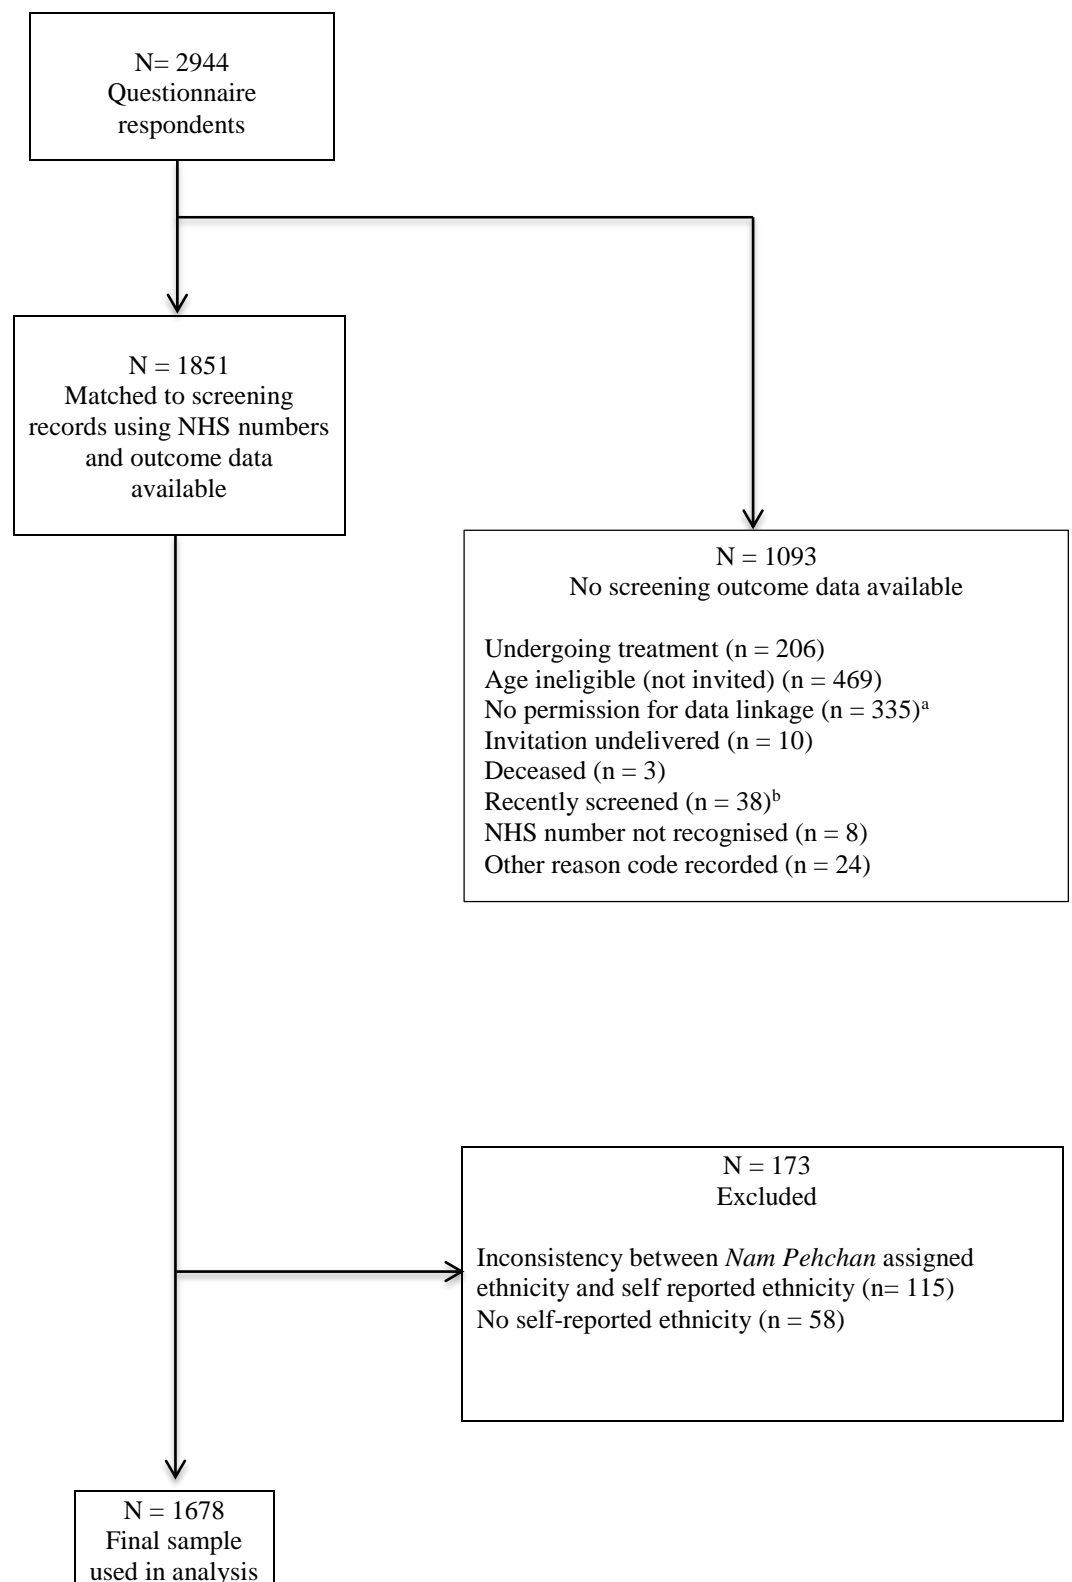 N= 2944
Questionnaire
respondents
N = 1851
Matched to screening
records using NHS numbers
and outcome data
available
N = 1093
No screening outcome data available
Undergoing treatment (n = 206)
Age ineligible (not invited) (n = 469)
No permission for data linkage (n = 335)ᵃ
Invitation undelivered (n = 10)
Deceased (n = 3)
Recently screened (n = 38)ᵇ
NHS number not recognised (n = 8)
Other reason code recorded (n = 24)
N = 173
Excluded
Inconsistency between Nam Pehchan assigned
ethnicity and self reported ethnicity (n= 115)
No self-reported ethnicity (n = 58)
N = 1678
Final sample
used in analysis